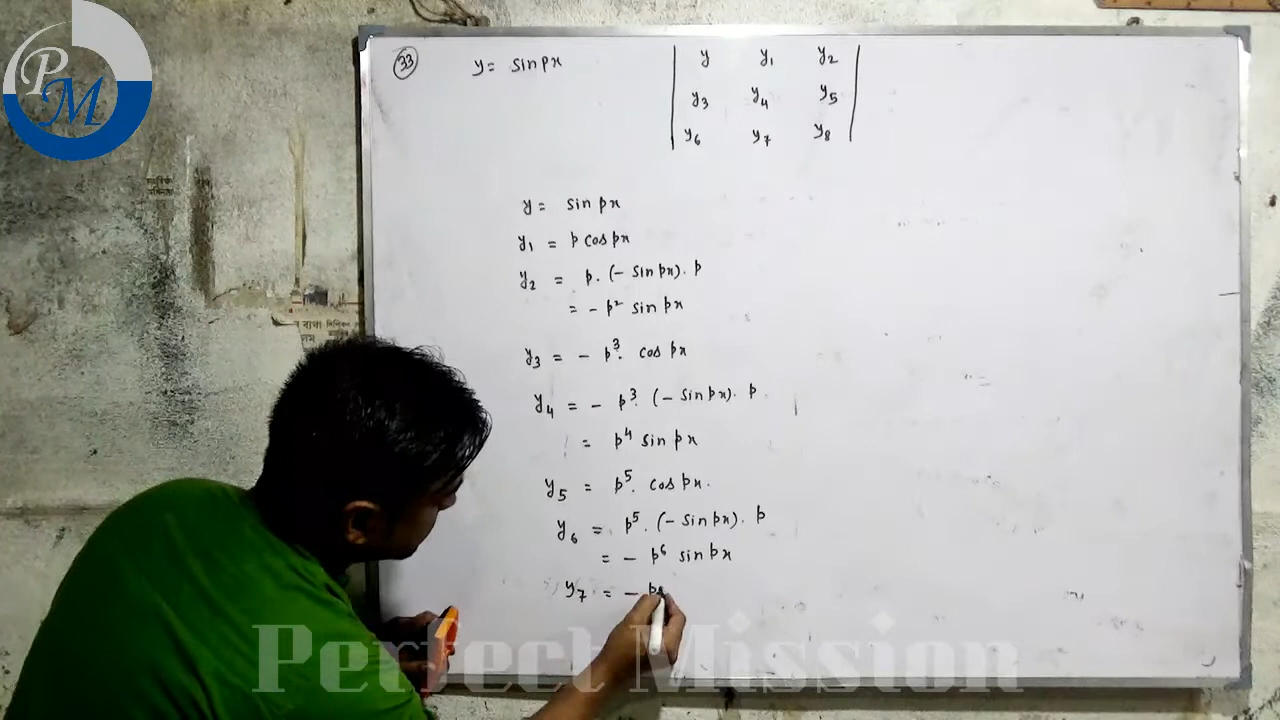 PM
33 y = sin px
| y y₁ y₂ |
| y₃ y₄ y₅ |
| y₆ y₇ y₈ |
y = sin px
y₁ = p cos px
y₂ = p. (- sin px). p
= - p² sin px
y₃ = - p³. cos px
y₄ = - p³. (- sin px). p
= p⁴ sin px
y₅ = p⁵. cos px.
y₆ = p⁵. (- sin px). p
= - p⁶ sin px
y₇ = - p
Perfect Mission